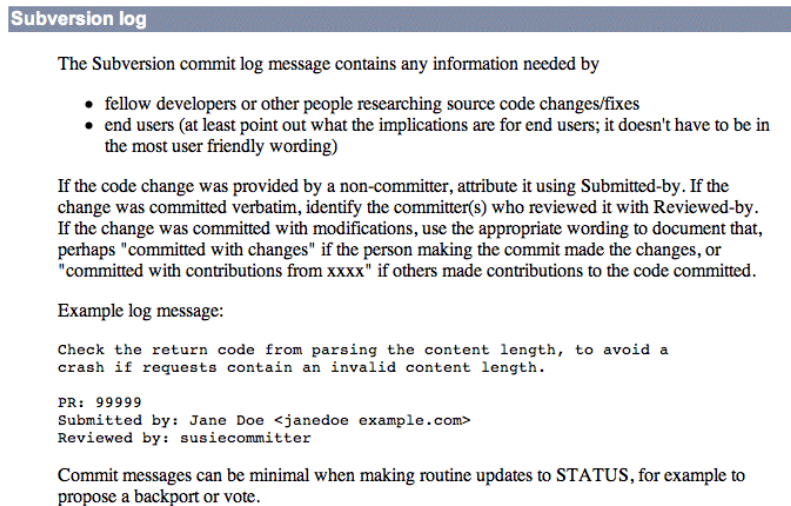 Subversion log
The Subversion commit log message contains any information needed by
• fellow developers or other people researching source code changes/fixes
• end users (at least point out what the implications are for end users; it doesn't have to be in
the most user friendly wording)
If the code change was provided by a non-committer, attribute it using Submitted-by. If the
change was committed verbatim, identify the committer(s) who reviewed it with Reviewed-by.
If the change was committed with modifications, use the appropriate wording to document that,
perhaps "committed with changes" if the person making the commit made the changes, or
"committed with contributions from xxxx" if others made contributions to the code committed.
Example log message:
Check the return code from parsing the content length, to avoid a
crash if requests contain an invalid content length.
PR: 99999
Submitted by: Jane Doe <janedoe example.com>
Reviewed by: susiecommitter
Commit messages can be minimal when making routine updates to STATUS, for example to
propose a backport or vote.